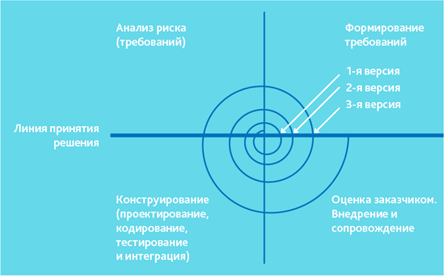 Анализ риска
(требований)
Формирование
требований
1-я версия
2-я версия
3-я версия
Линия принятия
решения
Конструирование
(проектирование,
кодирование,
тестирование
и интеграция)
Оценка заказчиком.
Внедрение и
сопровождение